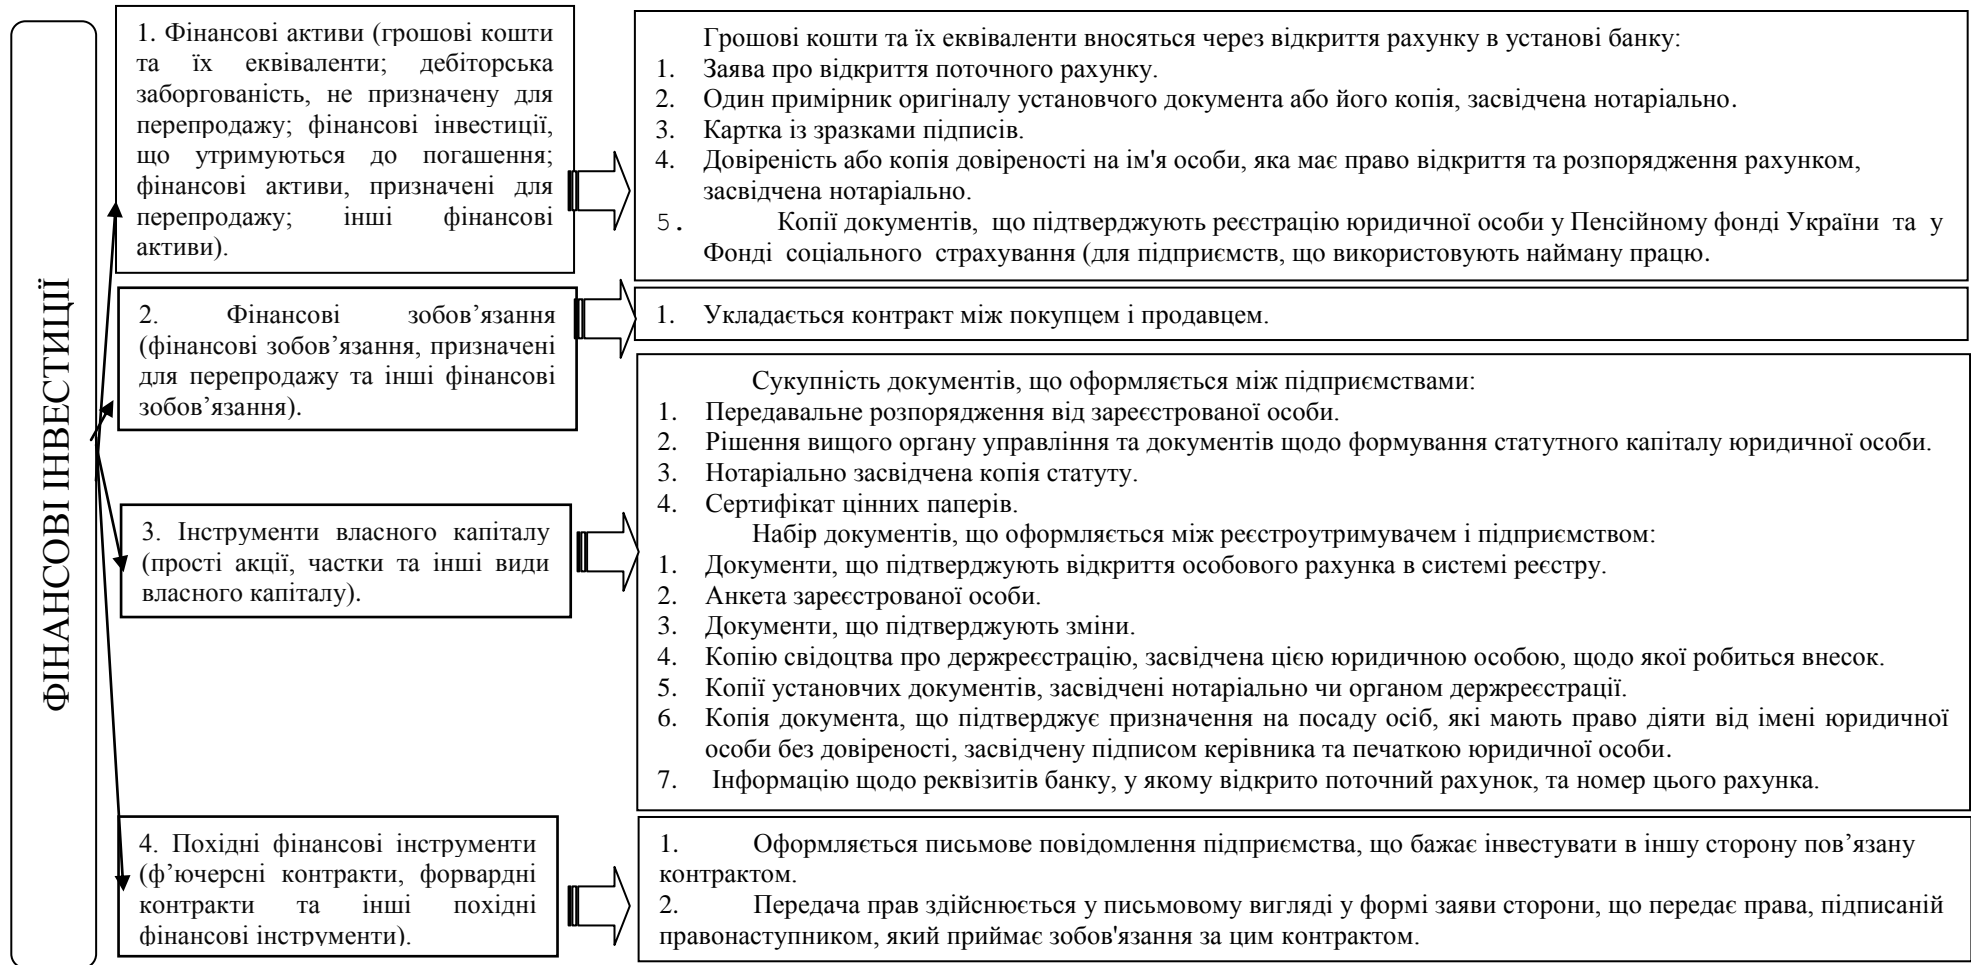 ФІНАНСОВІ ІНВЕСТИЦІЇ
1. Фінансові активи (грошові кошти
та їх еквіваленти; дебіторська
заборгованість, не призначену для
перепродажу; фінансові інвестиції,
що утримуються до погашення;
фінансові активи, призначені для
перепродажу; інші фінансові
активи).
Грошові кошти та їх еквіваленти вносяться через відкриття рахунку в установі банку:
1. Заява про відкриття поточного рахунку.
2. Один примірник оригіналу установчого документа або його копія, засвідчена нотаріально.
3. Картка із зразками підписів.
4. Довіреність або копія довіреності на ім'я особи, яка має право відкриття та розпорядження рахунком,
засвідчена нотаріально.
5. Копії документів, що підтверджують реєстрацію юридичної особи у Пенсійному фонді України та у
Фонді соціального страхування (для підприємств, що використовують найману працю.
2. Фінансові зобов’язання
(фінансові зобов’язання, призначені
для перепродажу та інші фінансові
зобов’язання).
1. Укладається контракт між покупцем і продавцем.
3. Інструменти власного капіталу
(прості акції, частки та інші види
власного капіталу).
Сукупність документів, що оформляється між підприємствами:
1. Передавальне розпорядження від зареєстрованої особи.
2. Рішення вищого органу управління та документів щодо формування статутного капіталу юридичної особи.
3. Нотаріально засвідчена копія статуту.
4. Сертифікат цінних паперів.
Набір документів, що оформляється між реєстроутримувачем і підприємством:
1. Документи, що підтверджують відкриття особового рахунка в системі реєстру.
2. Анкета зареєстрованої особи.
3. Документи, що підтверджують зміни.
4. Копію свідоцтва про держреєстрацію, засвідчена цією юридичною особою, щодо якої робиться внесок.
5. Копії установчих документів, засвідчені нотаріально чи органом держреєстрації.
6. Копія документа, що підтверджує призначення на посаду осіб, які мають право діяти від імені юридичної
особи без довіреності, засвідчену підписом керівника та печаткою юридичної особи.
7. Інформацію щодо реквізитів банку, у якому відкрито поточний рахунок, та номер цього рахунка.
4. Похідні фінансові інструменти
(ф’ючерсні контракти, форвардні
контракти та інші похідні
фінансові інструменти).
1. Оформляється письмове повідомлення підприємства, що бажає інвестувати в іншу сторону пов’язану
контрактом.
2. Передача прав здійснюється у письмовому вигляді у формі заяви сторони, що передає права, підписаній
правонаступником, який приймає зобов'язання за цим контрактом.